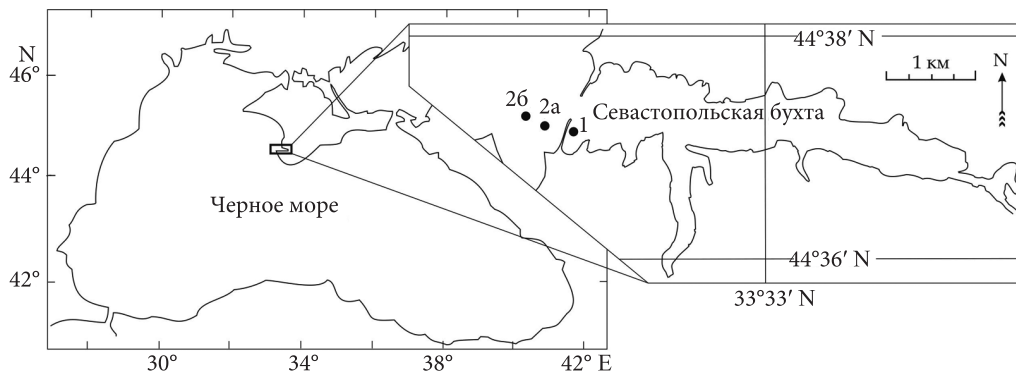 N
46°
44°
42°
30°
34°
38°
42° E
Черное море
44°38′ N
1 км
N
2б
2а
1
Севастопольская бухта
44°36′ N
33°33′ N